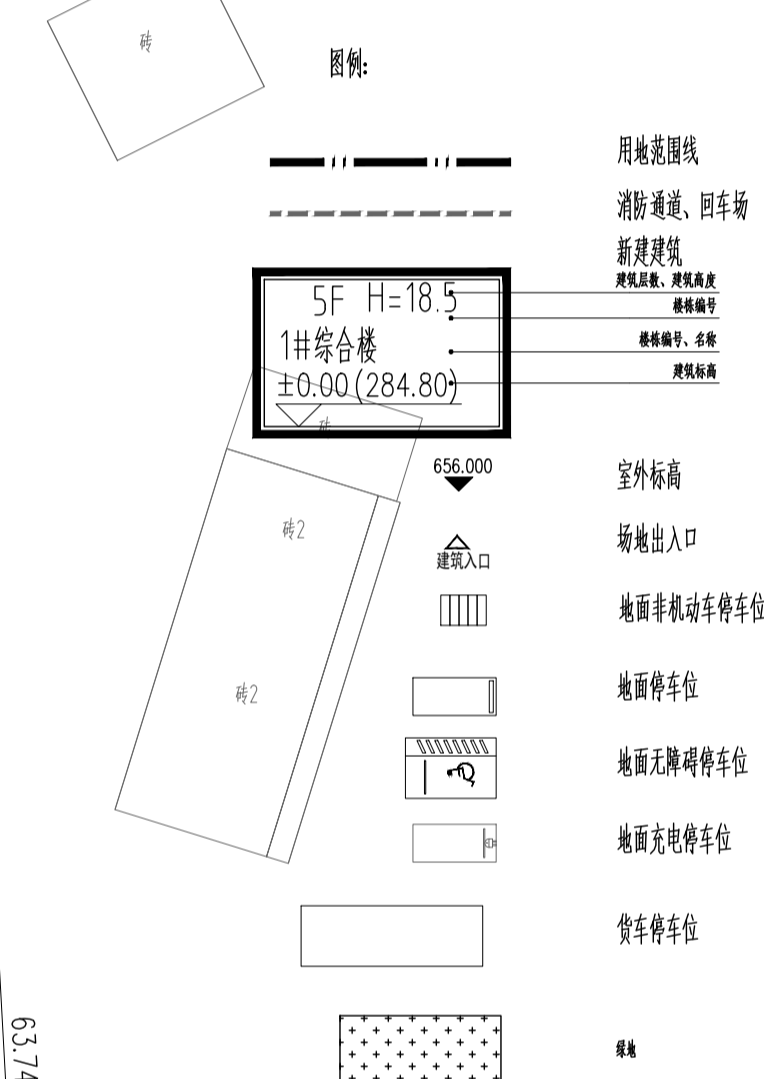 砖
图例:
用地范围线
消防通道、回车场
新建建筑
建筑层数、建筑高度
5F H=18.5
楼栋编号
1#综合楼
楼栋编号、名称
±0.00(284.80)
建筑标高
砖
656.000
室外标高
砖2
场地出入口
建筑入口
地面非机动车停车位
地面停车位
砖2
地面无障碍停车位
地面充电停车位
货车停车位
63.74
绿地